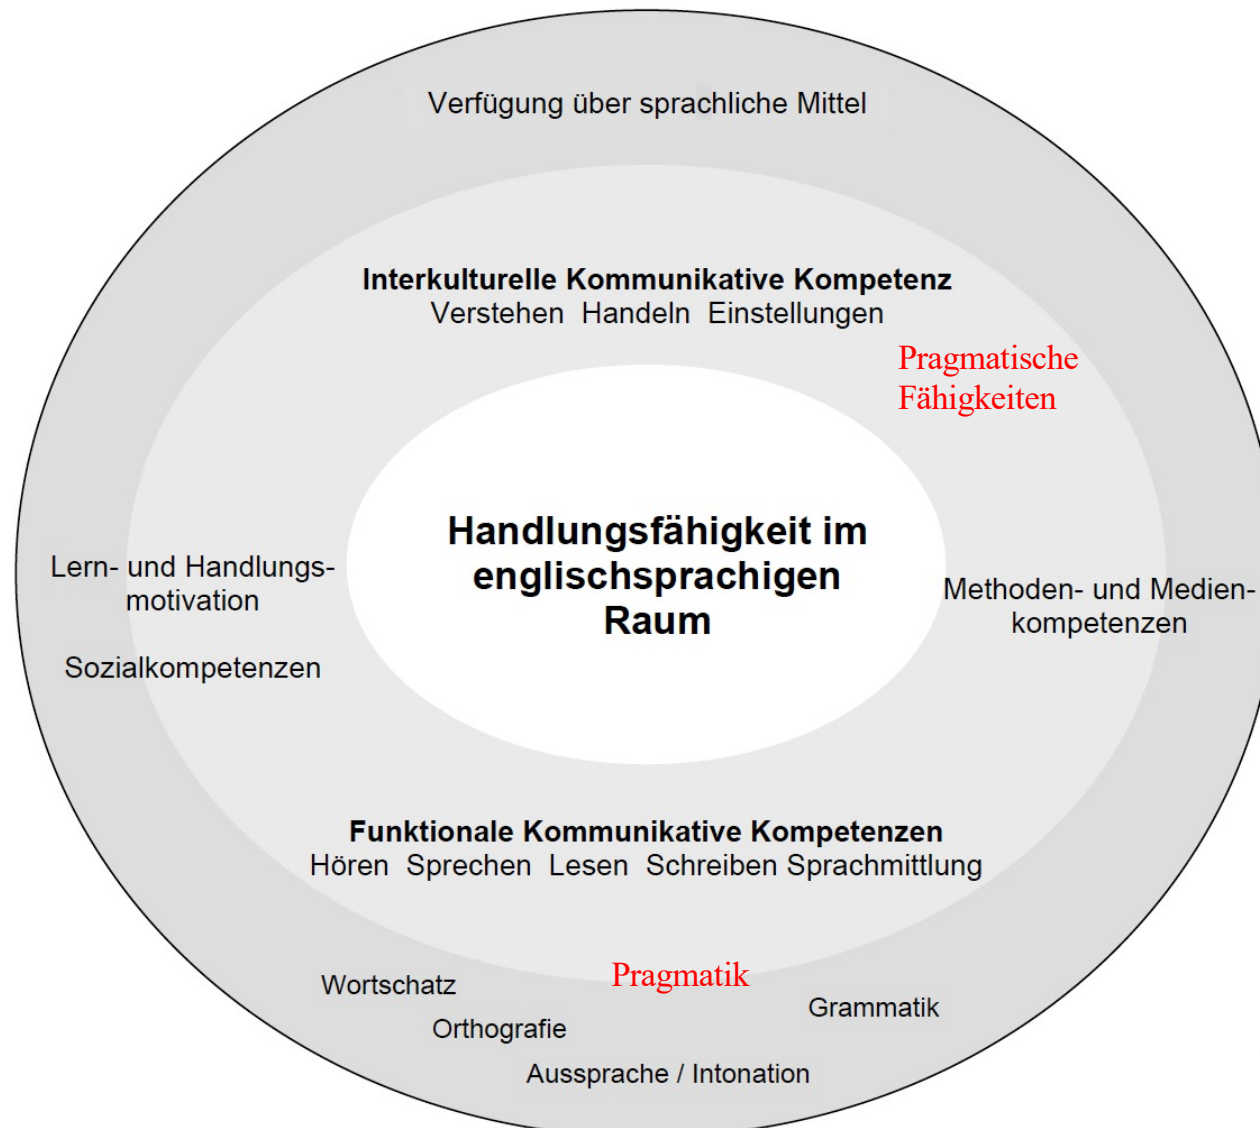 Verfügung über sprachliche Mittel
Interkulturelle Kommunikative Kompetenz
Verstehen Handeln Einstellungen
Pragmatische
Fähigkeiten
Handlungsfähigkeit im
englischsprachigen
Raum
Lern- und Handlungs-
motivation
Sozialkompetenzen
Methoden- und Medien-
kompetenzen
Funktionale Kommunikative Kompetenzen
Hören Sprechen Lesen Schreiben Sprachmittlung
Wortschatz
Pragmatik
Grammatik
Orthografie
Aussprache / Intonation